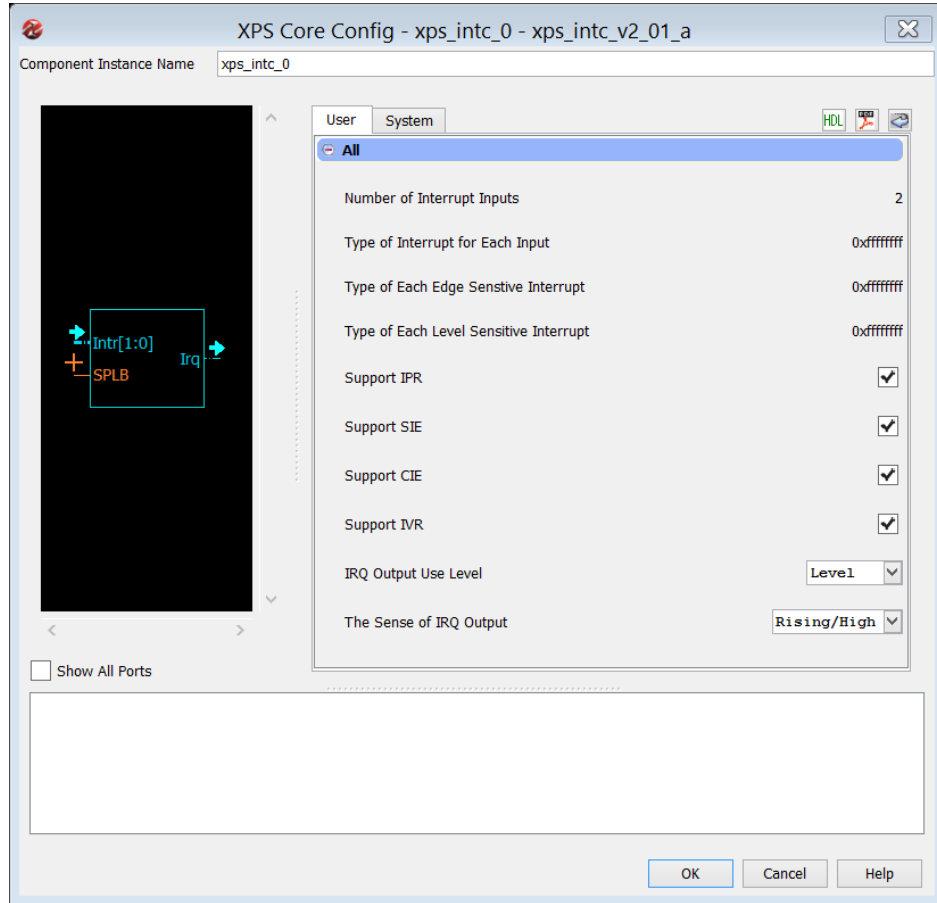 XPS Core Config - xps_intc_0 - xps_intc_v2_01_a
Component Instance Name xps_intc_0
User System HDL PDF
All
Number of Interrupt Inputs 2
Type of Interrupt for Each Input 0xffffffff
Type of Each Edge Senstive Interrupt 0xffffffff
Type of Each Level Sensitive Interrupt 0xffffffff
Intr[1:0]
Irq
SPLB
Support IPR
Support SIE
Support CIE
Support IVR
IRQ Output Use Level Level
The Sense of IRQ Output Rising/High
Show All Ports
OK Cancel Help